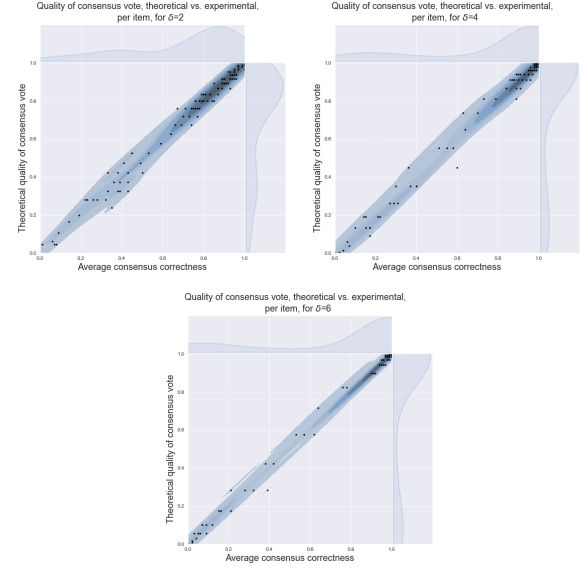 Quality of consensus vote, theoretical vs. experimental,
per item, for δ=2
1.0
0.8
0.6
0.4
0.2
0.0
0.0 0.2 0.4 0.6 0.8 1.0
Theoretical quality of consensus vote
Average consensus correctness
Quality of consensus vote, theoretical vs. experimental,
per item, for δ=4
1.0
0.8
0.6
0.4
0.2
0.0
0.0 0.2 0.4 0.6 0.8 1.0
Theoretical quality of consensus vote
Average consensus correctness
Quality of consensus vote, theoretical vs. experimental,
per item, for δ=6
1.0
0.8
0.6
0.4
0.2
0.0
0.0 0.2 0.4 0.6 0.8 1.0
Theoretical quality of consensus vote
Average consensus correctness